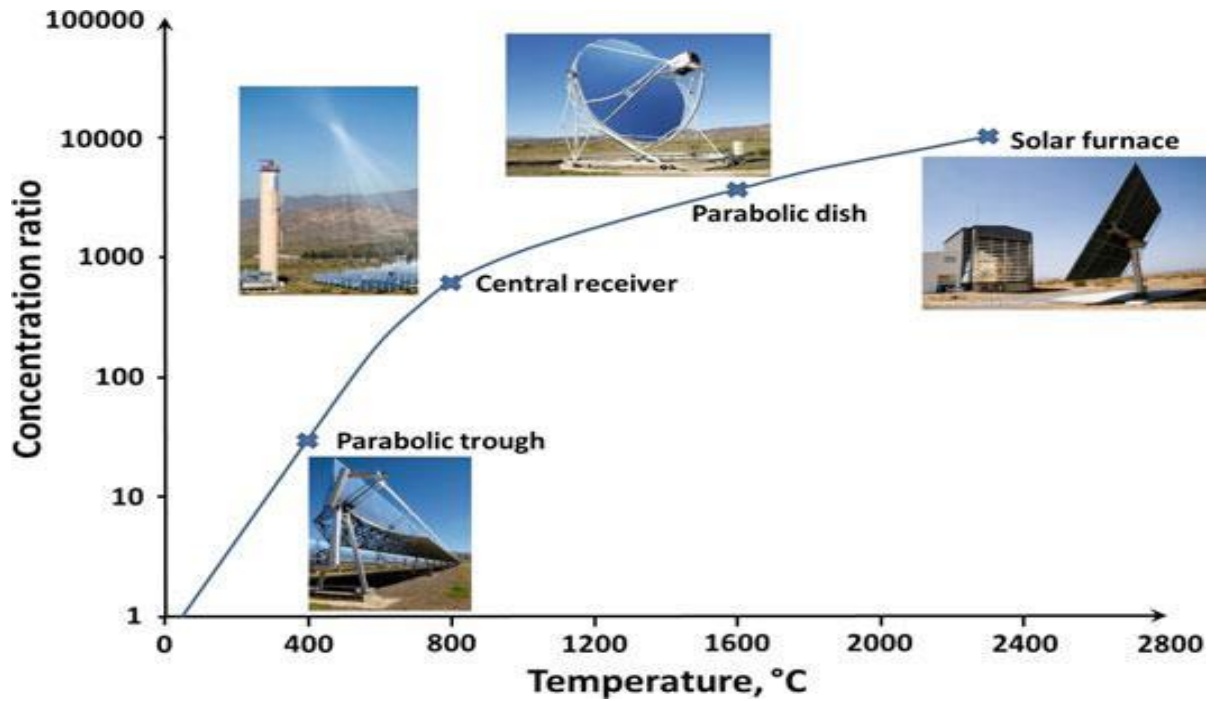 100000
10000
1000
100
10
1
Concentration ratio
Solar furnace
Parabolic dish
Central receiver
Parabolic trough
0 400 800 1200 1600 2000 2400 2800
Temperature, °C